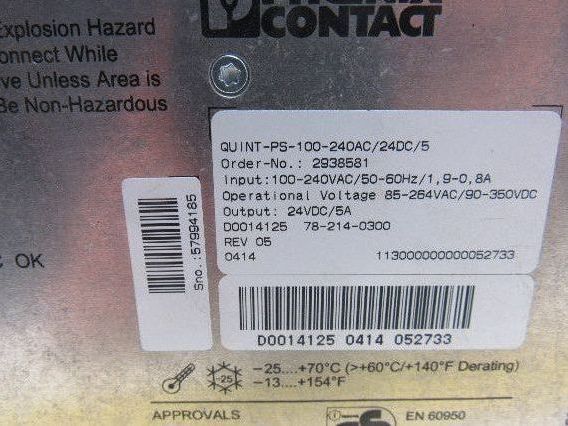 PHOENIX
CONTACT
Explosion Hazard
onnect While
ve Unless Area is
Be Non-Hazardous
QUINT-PS-100-240AC/24DC/5
Order-No.: 2938581
Input:100-240VAC/50-60Hz/1,9-0,8A
Operational Voltage 85-264VAC/90-350VDC
Output: 24VDC/5A
D0014125 78-214-0300
REV 05
0414 113000000000052733
Sno.:57994185
C OK
D0014125 0414 052733
-25
–25....+70°C (>+60°C/+140°F Derating)
–13....+154°F
APPROVALS
GS
EN 60950